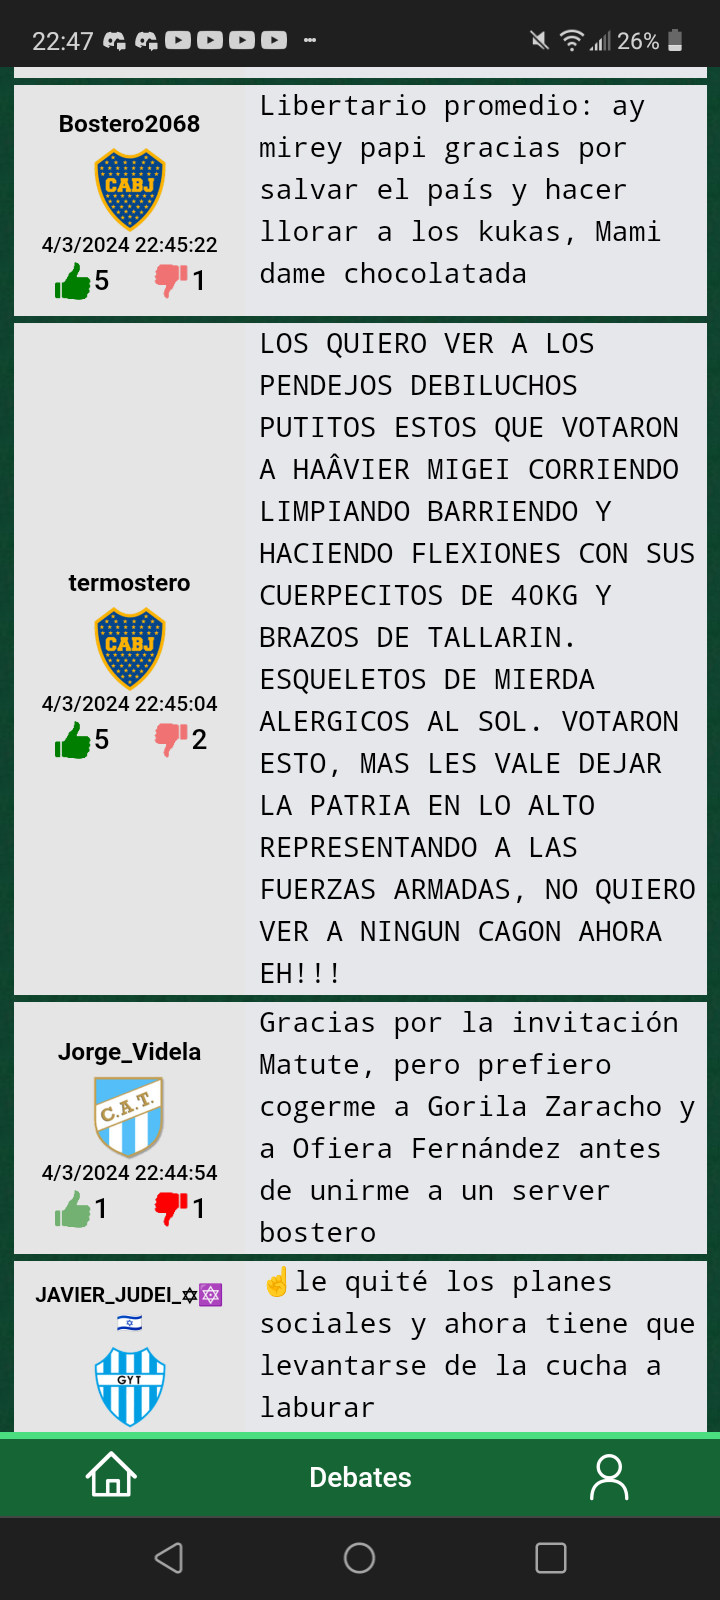 22:47
26%
Bostero2068
CABJ
4/3/2024 22:45:22
5 1
Libertario promedio: ay
mirey papi gracias por
salvar el país y hacer
llorar a los kukas, Mami
dame chocolatada
termostero
CABJ
4/3/2024 22:45:04
5 2
LOS QUIERO VER A LOS
PENDEJOS DEBILUCHOS
PUTITOS ESTOS QUE VOTARON
A HAÂVIER MIGEI CORRIENDO
LIMPIANDO BARRIENDO Y
HACIENDO FLEXIONES CON SUS
CUERPECITOS DE 40KG Y
BRAZOS DE TALLARIN.
ESQUELETOS DE MIERDA
ALERGICOS AL SOL. VOTARON
ESTO, MAS LES VALE DEJAR
LA PATRIA EN LO ALTO
REPRESENTANDO A LAS
FUERZAS ARMADAS, NO QUIERO
VER A NINGUN CAGON AHORA
EH!!!
Jorge_Videla
C.A.T.
4/3/2024 22:44:54
1 1
Gracias por la invitación
Matute, pero prefiero
cogerme a Gorila Zaracho y
a Ofiera Fernández antes
de unirme a un server
bostero
JAVIER_JUDEI_✡🔯
🇮🇱
GYT
☝le quité los planes
sociales y ahora tiene que
levantarse de la cucha a
laburar
Debates